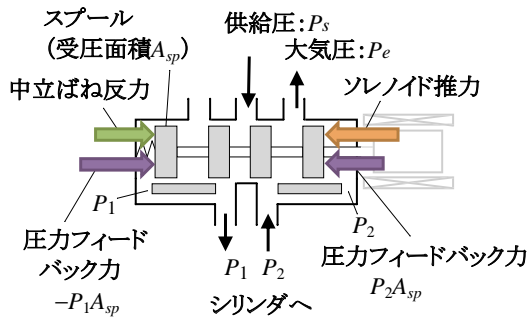 スプール
（受圧面積Asp）
中立ばね反力
供給圧：Ps
大気圧：Pe
ソレノイド推力
P1
P2
圧力フィード
バック力
−P1Asp
P1 P2
シリンダへ
圧力フィードバック力
P2Asp